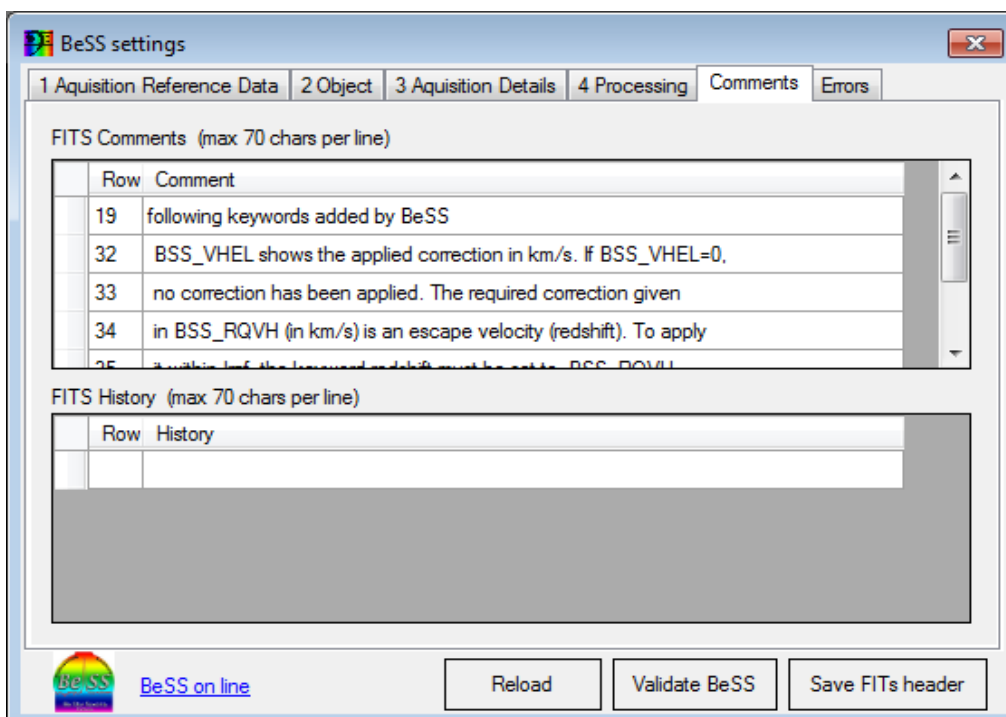 BeSS settings
1 Aquisition Reference Data 2 Object 3 Aquisition Details 4 Processing Comments Errors
FITS Comments (max 70 chars per line)
Row Comment
19 following keywords added by BeSS
32 BSS_VHEL shows the applied correction in km/s. If BSS_VHEL=0,
33 no correction has been applied. The required correction given
34 in BSS_RQVH (in km/s) is an escape velocity (redshift). To apply
FITS History (max 70 chars per line)
Row History
Be SS
BeSS on line Reload Validate BeSS Save FITs header